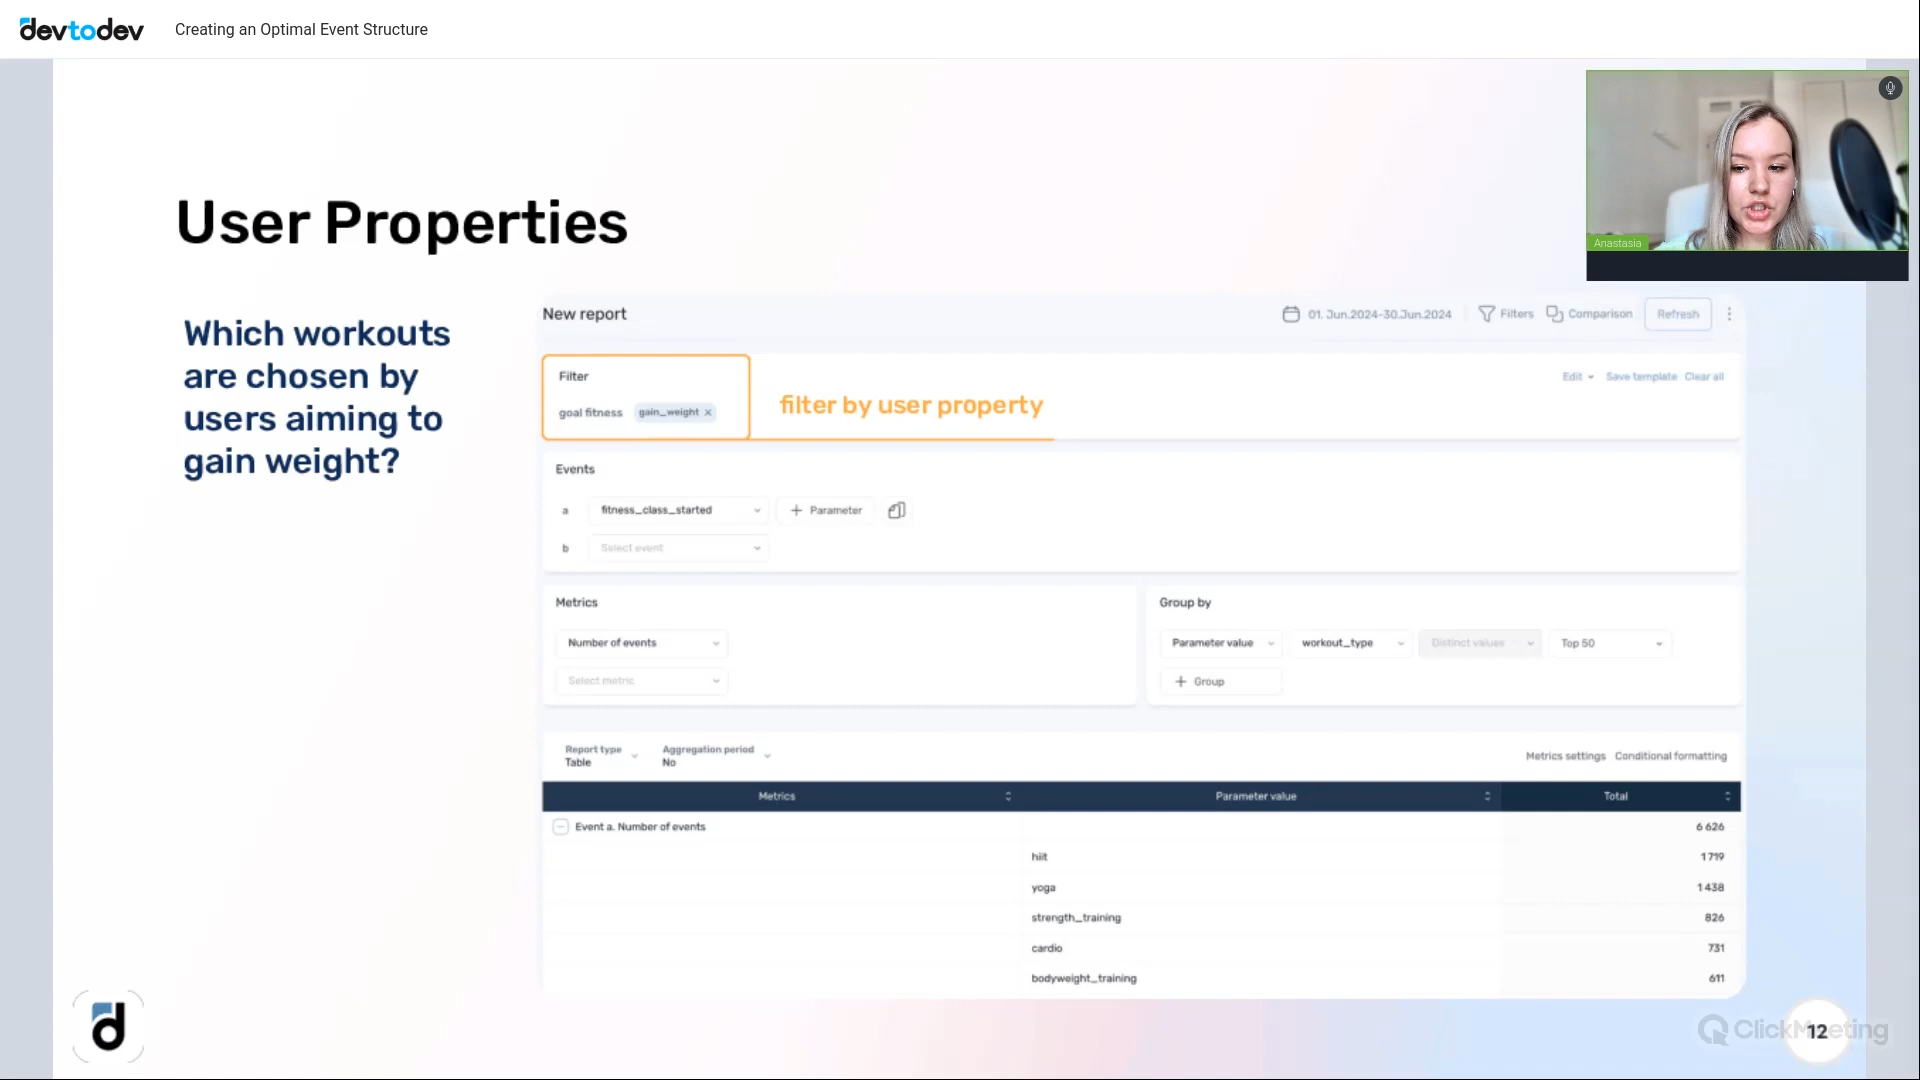 devtodev
Creating an Optimal Event Structure
Anastasia
User Properties
Which workouts
are chosen by
users aiming to
gain weight?
New report
01. Jun.2024-30.Jun.2024
Filters
Comparison
Refresh
Filter
Edit
Save template
Clear all
goal fitness
gain_weight ×
filter by user property
Events
a
fitness_class_started
+ Parameter
b
Select event
Metrics
Number of events
Select metric
Group by
Parameter value
workout_type
Distinct values
Top 50
+ Group
Report type
Table
Aggregation period
No
Metrics settings
Conditional formatting
Metrics
Parameter value
Total
Event a. Number of events
6 626
hiit
1 719
yoga
1 438
strength_training
826
cardio
731
bodyweight_training
611
d
ClickMeeting
12